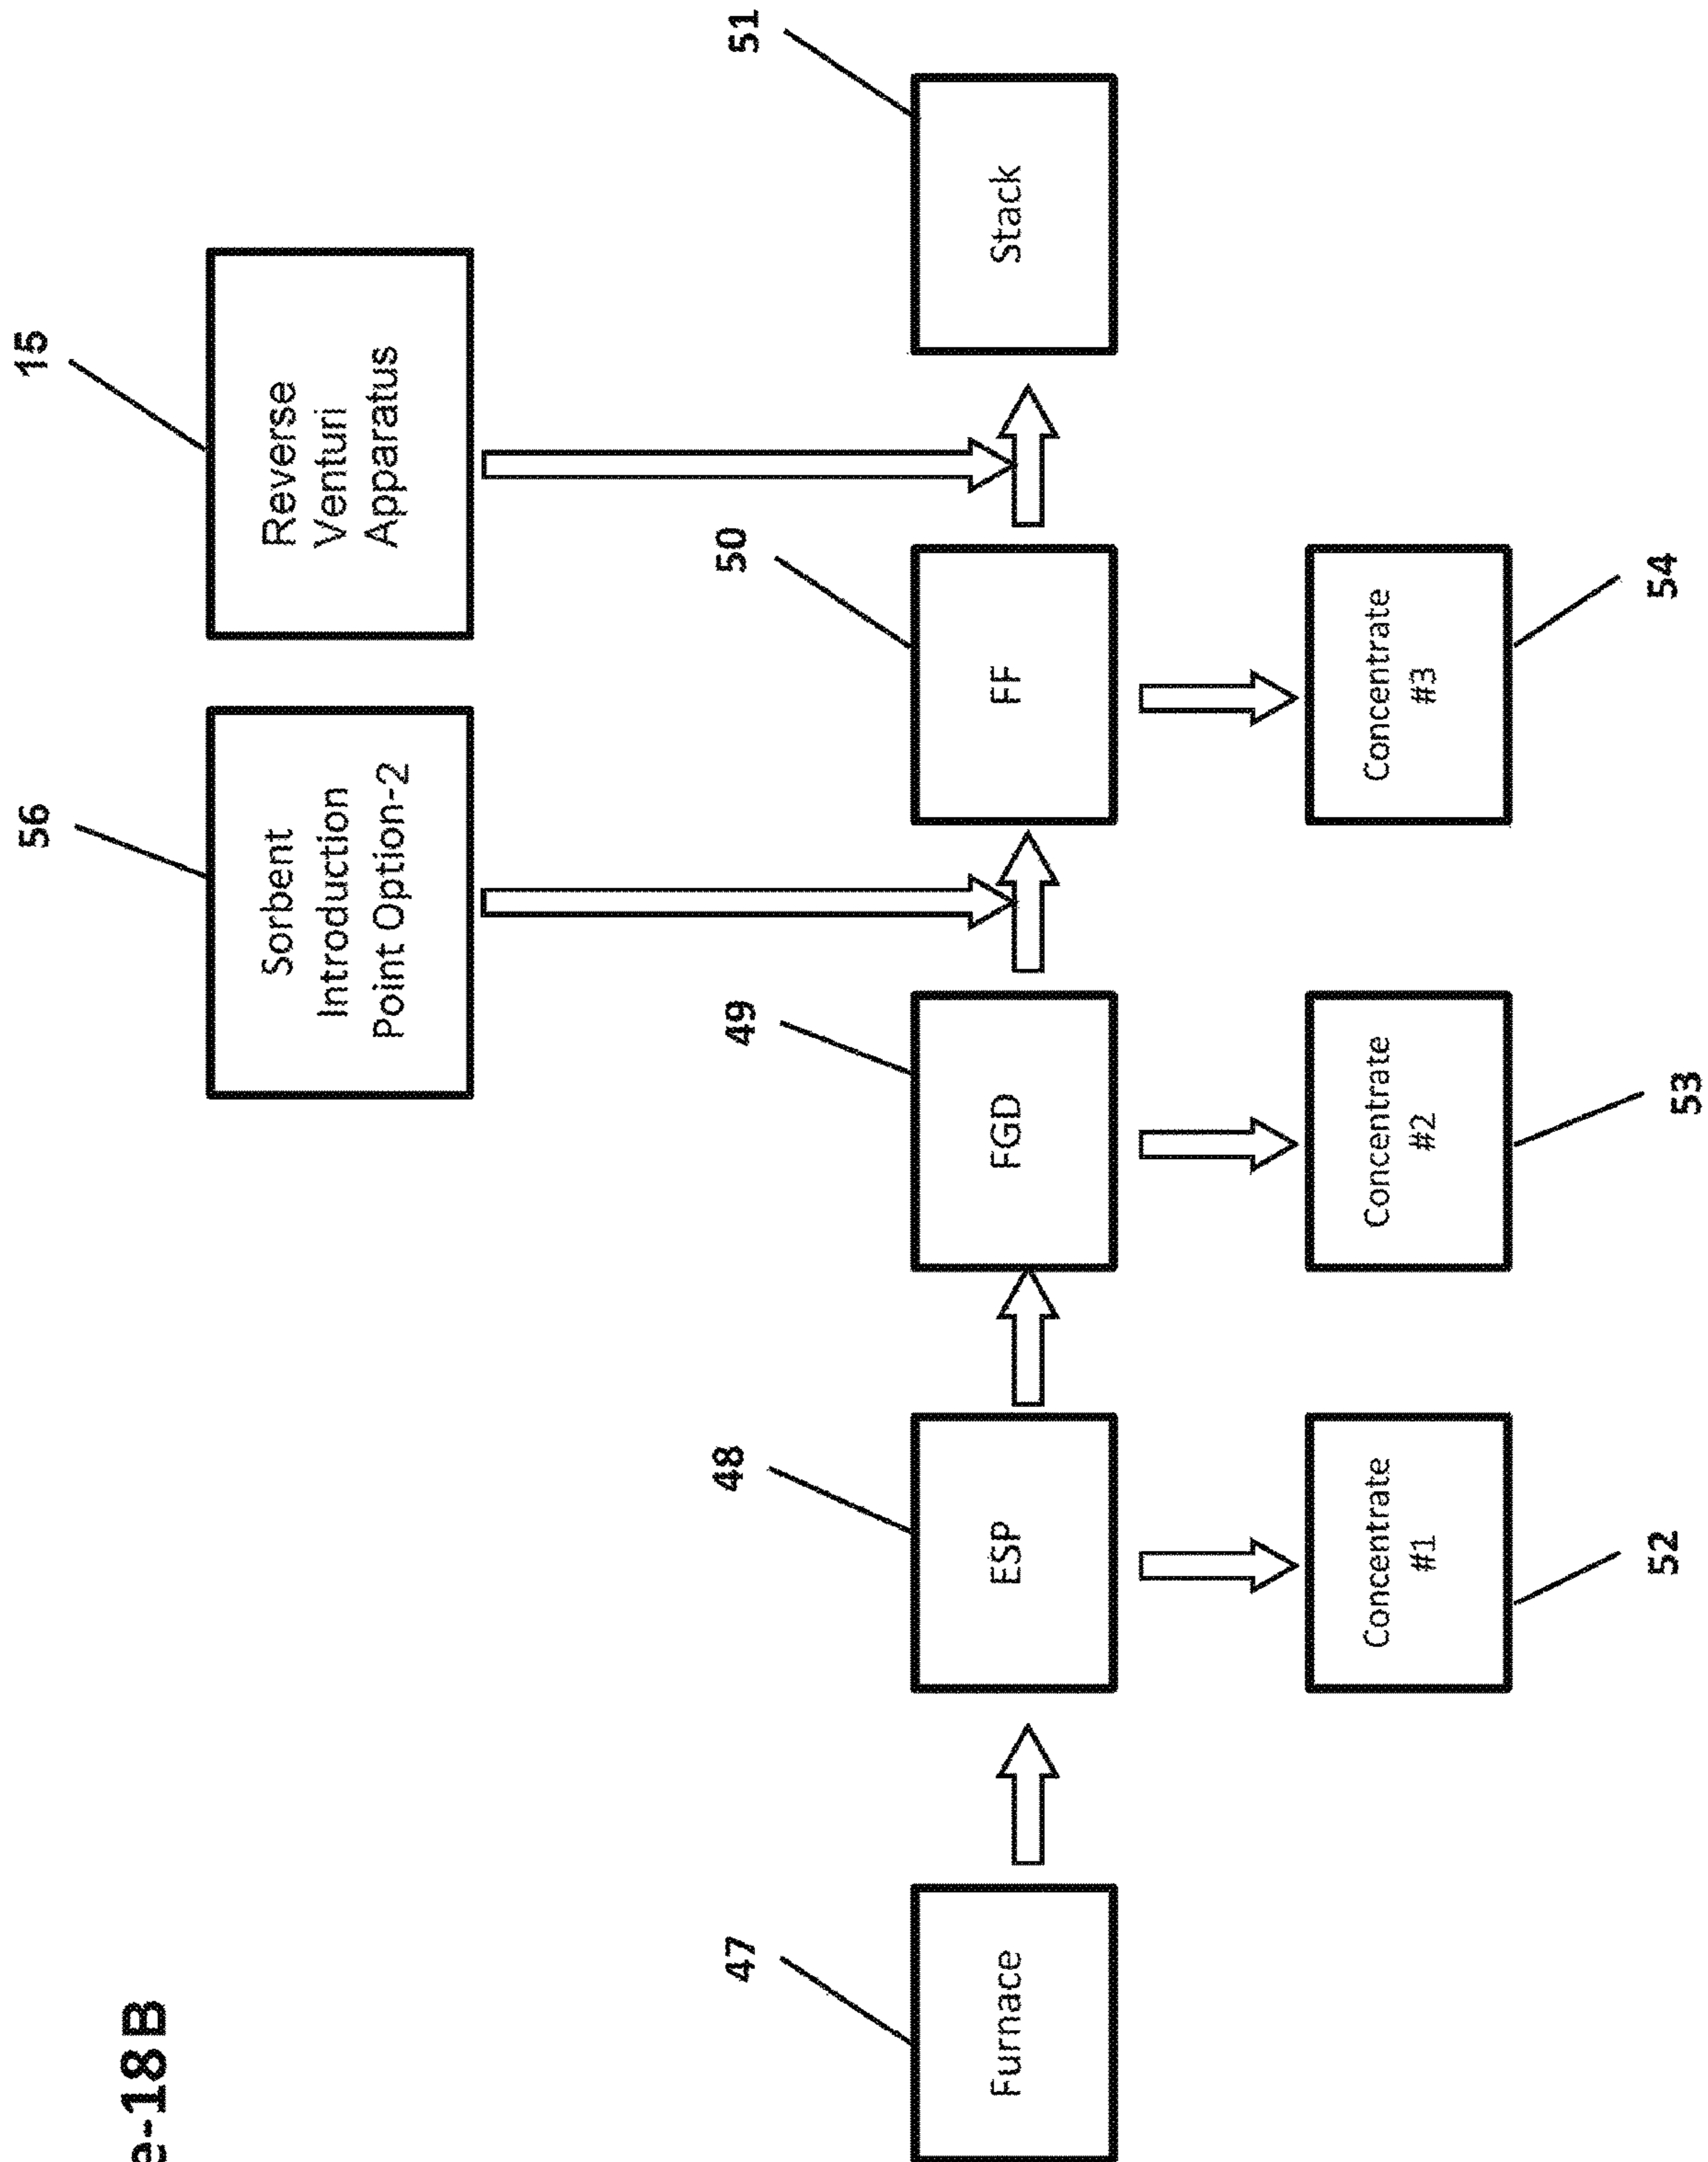 e-18B
56
15
Sorbent
Introduction
Point Option-2
Reverse
Venturi
Apparatus
47
48
49
50
51
Furnace
ESP
FGD
FF
Stack
Concentrate
#1
Concentrate
#2
Concentrate
#3
52
53
54